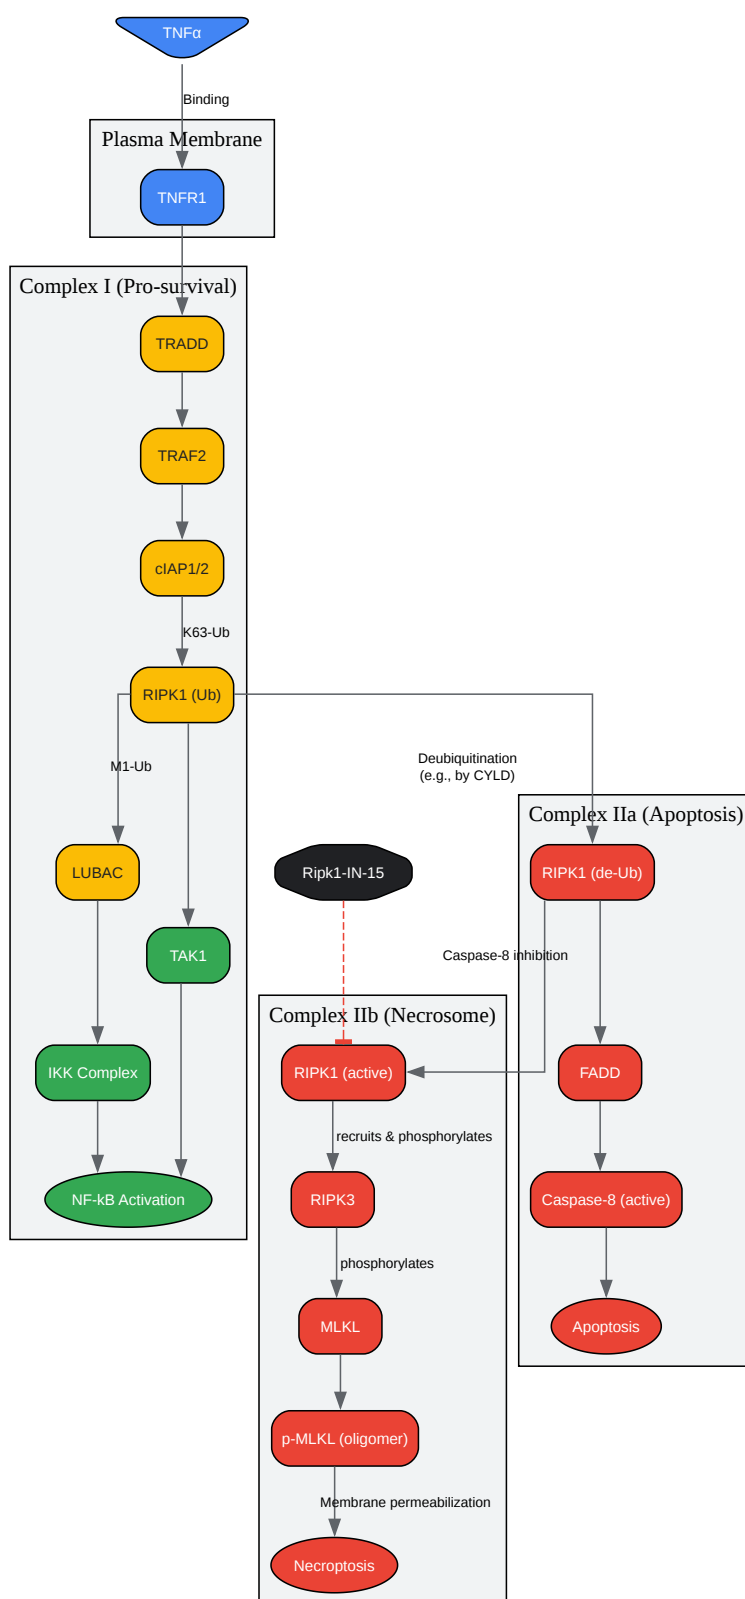 TNFα
Binding
Plasma Membrane
TNFR1
Complex I (Pro-survival)
TRADD
TRAF2
cIAP1/2
K63-Ub
RIPK1 (Ub)
M1-Ub
Deubiquitination
(e.g., by CYLD)
Complex IIa (Apoptosis)
LUBAC
Ripk1-IN-15
RIPK1 (de-Ub)
TAK1
Caspase-8 inhibition
Complex IIb (Necrosome)
IKK Complex
RIPK1 (active)
FADD
recruits & phosphorylates
NF-kB Activation
RIPK3
Caspase-8 (active)
phosphorylates
MLKL
Apoptosis
p-MLKL (oligomer)
Membrane permeabilization
Necroptosis